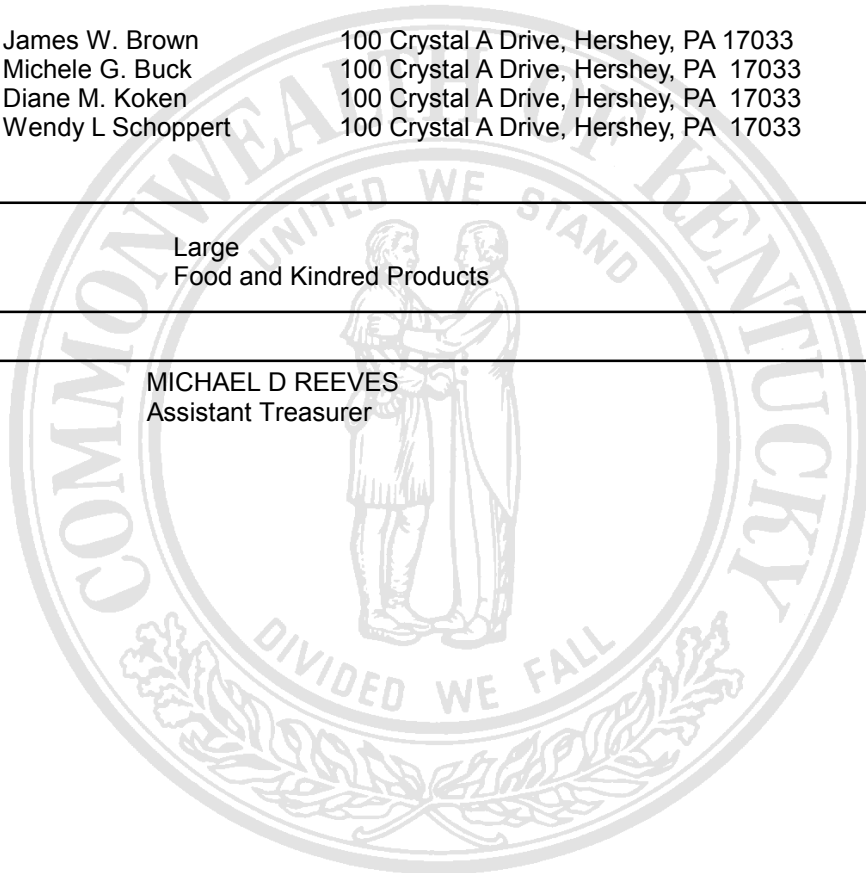 James W. Brown 100 Crystal A Drive, Hershey, PA 17033
Michele G. Buck 100 Crystal A Drive, Hershey, PA 17033
Diane M. Koken 100 Crystal A Drive, Hershey, PA 17033
Wendy L Schoppert 100 Crystal A Drive, Hershey, PA 17033
COMMONWEALTH OF KENTUCKY
UNITED WE STAND
Large
Food and Kindred Products
MICHAEL D REEVES
Assistant Treasurer
DIVIDED WE FALL